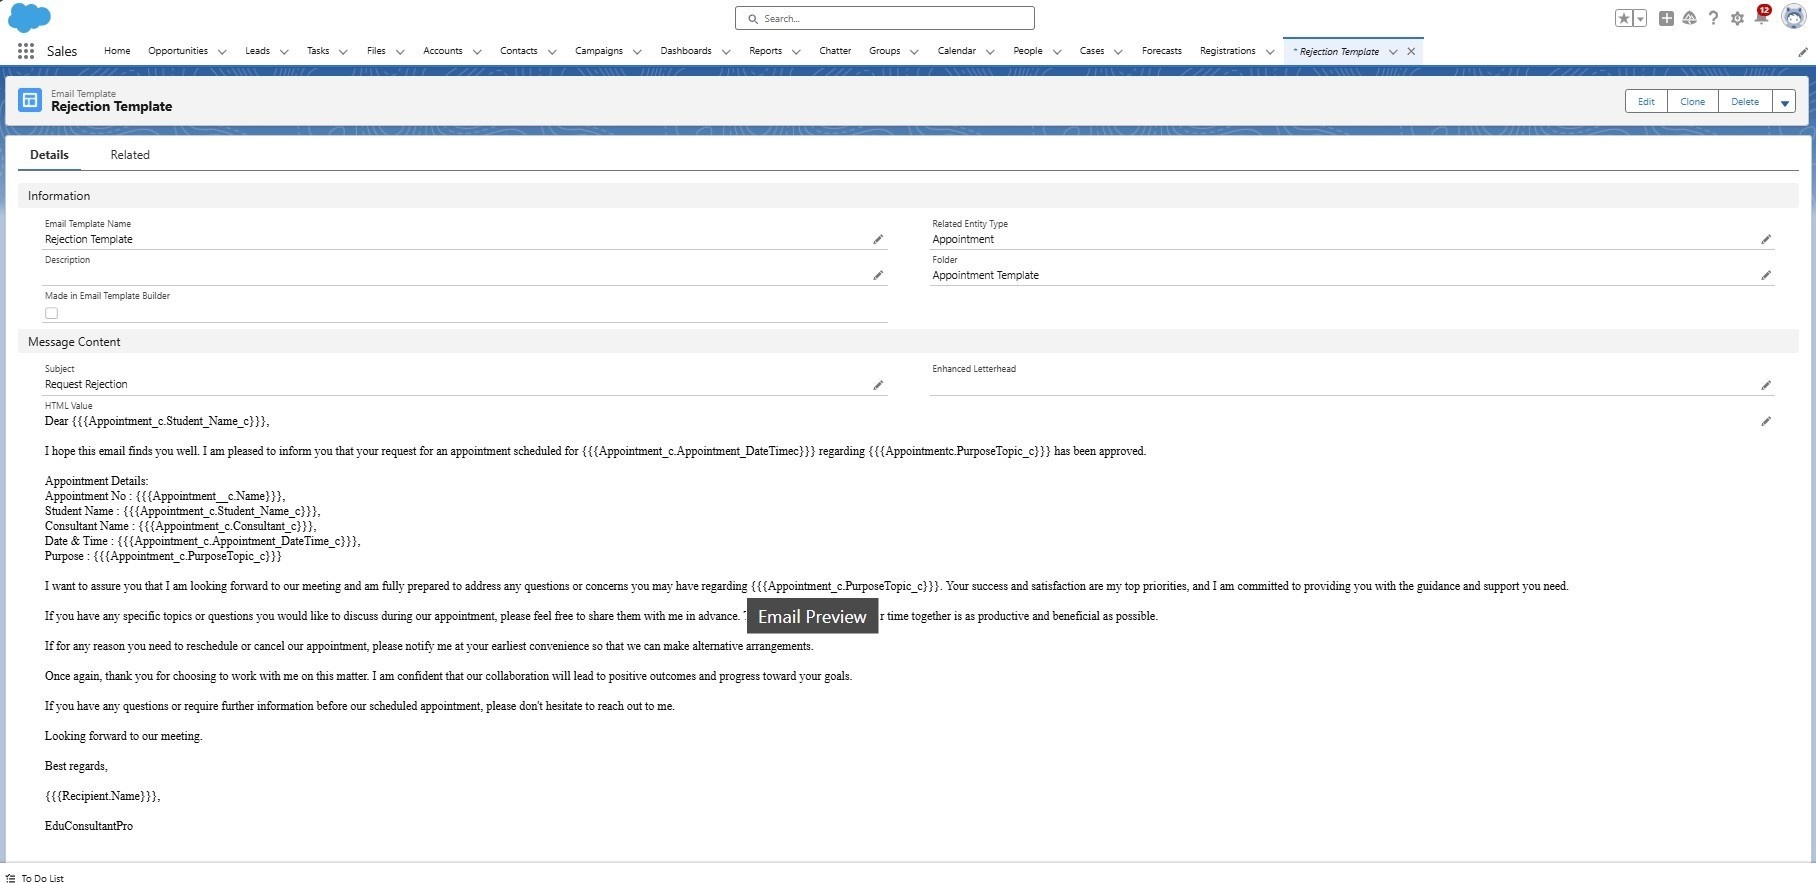 Search...
12
Sales
Home Opportunities Leads Tasks Files Accounts Contacts Campaigns Dashboards Reports Chatter Groups Calendar People Cases Forecasts Registrations * Rejection Template
Email Template
Rejection Template
Edit Clone Delete
Details Related
Information
Email Template Name
Rejection Template
Related Entity Type
Appointment
Description
Folder
Appointment Template
Made in Email Template Builder
Message Content
Subject
Request Rejection
Enhanced Letterhead
HTML Value
Dear {{{Appointment_c.Student_Name_c}}},
I hope this email finds you well. I am pleased to inform you that your request for an appointment scheduled for {{{Appointment_c.Appointment_DateTimec}}} regarding {{{Appointmentc.PurposeTopic_c}}} has been approved.
Appointment Details:
Appointment No : {{{Appointment__c.Name}}},
Student Name : {{{Appointment_c.Student_Name_c}}},
Consultant Name : {{{Appointment_c.Consultant_c}}},
Date & Time : {{{Appointment_c.Appointment_DateTime_c}}},
Purpose : {{{Appointment_c.PurposeTopic_c}}}
I want to assure you that I am looking forward to our meeting and am fully prepared to address any questions or concerns you may have regarding {{{Appointment_c.PurposeTopic_c}}}. Your success and satisfaction are my top priorities, and I am committed to providing you with the guidance and support you need.
If you have any specific topics or questions you would like to discuss during our appointment, please feel free to share them with me in advance. Email Preview r time together is as productive and beneficial as possible.
If for any reason you need to reschedule or cancel our appointment, please notify me at your earliest convenience so that we can make alternative arrangements.
Once again, thank you for choosing to work with me on this matter. I am confident that our collaboration will lead to positive outcomes and progress toward your goals.
If you have any questions or require further information before our scheduled appointment, please don't hesitate to reach out to me.
Looking forward to our meeting.
Best regards,
{{{Recipient.Name}}},
EduConsultantPro
To Do List